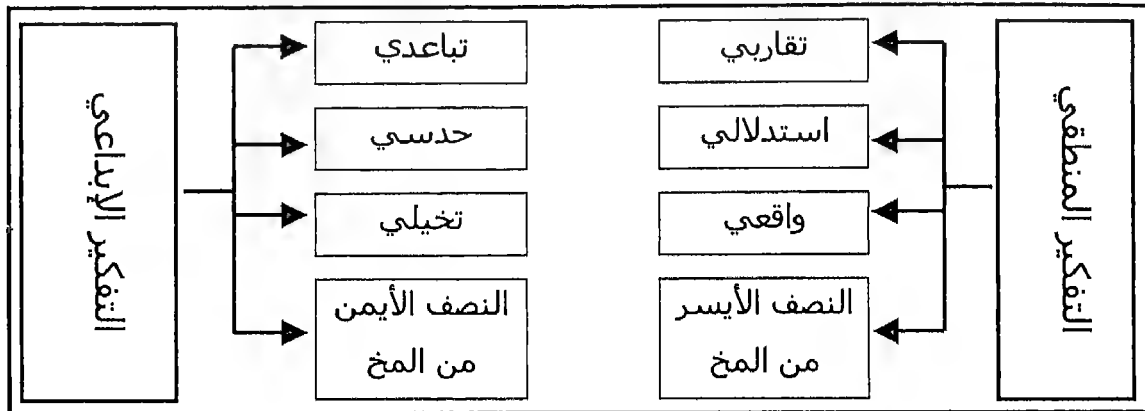 التفكير المنطقي
تقاربي
استدلالي
واقعي
النصف الأيسر
من المخ
تباعدي
حدسي
تخيلي
النصف الأيمن
من المخ
التفكير الإبداعي